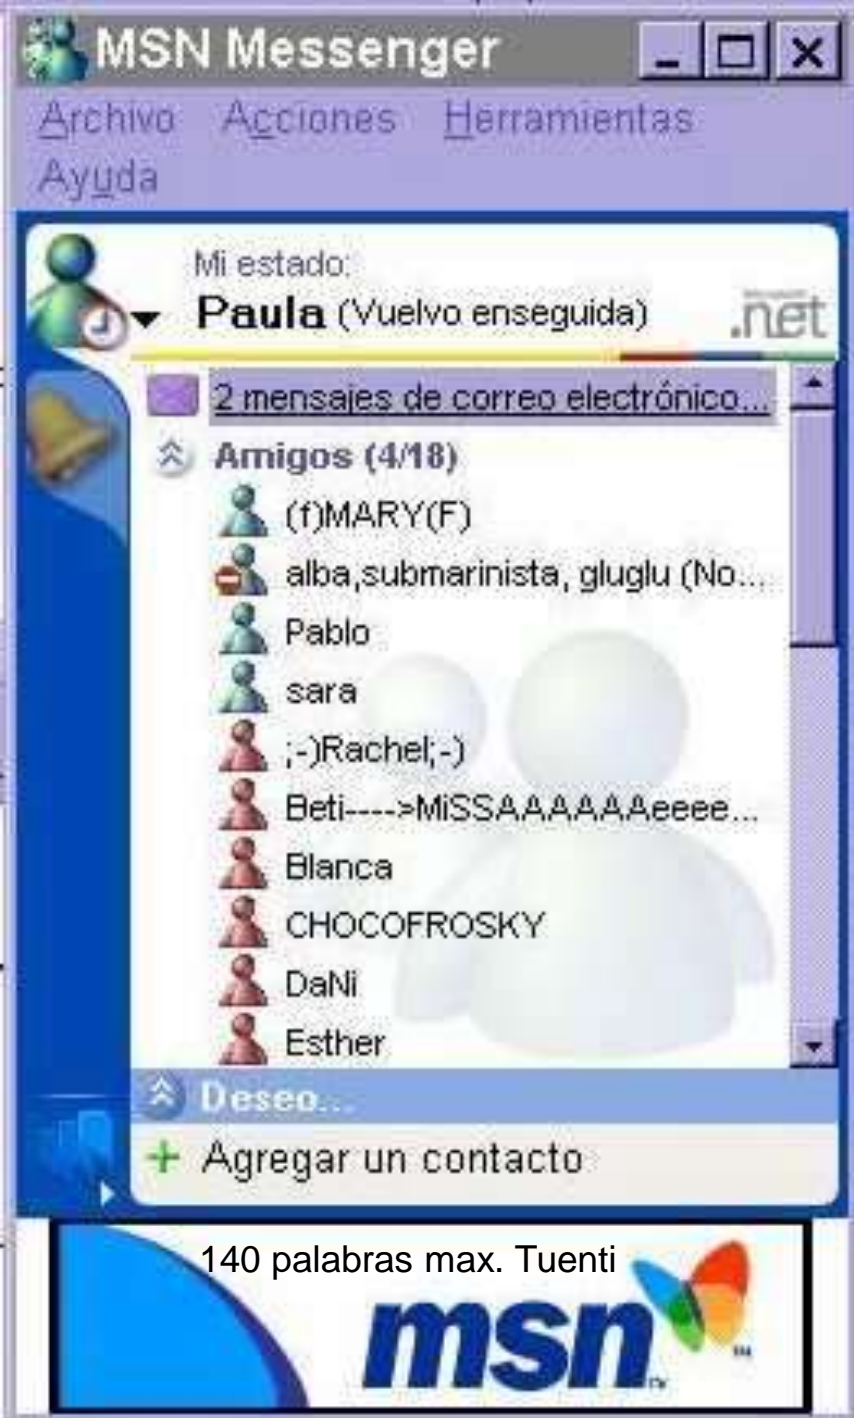 MSN Messenger
Archivo Acciones Herramientas
Ayuda
Mi estado:
Paula (Vuelvo enseguida)
.net
2 mensajes de correo electrónico...
Amigos (4/18)
(f)MARY(F)
alba,submarinista, gluglu (No....
Pablo
sara
;-)Rachel;-)
Beti---->MiSSAAAAAAeeee...
Blanca
CHOCOFROSKY
DaNi
Esther
Deseo...
Agregar un contacto
140 palabras max. Tuenti
msn